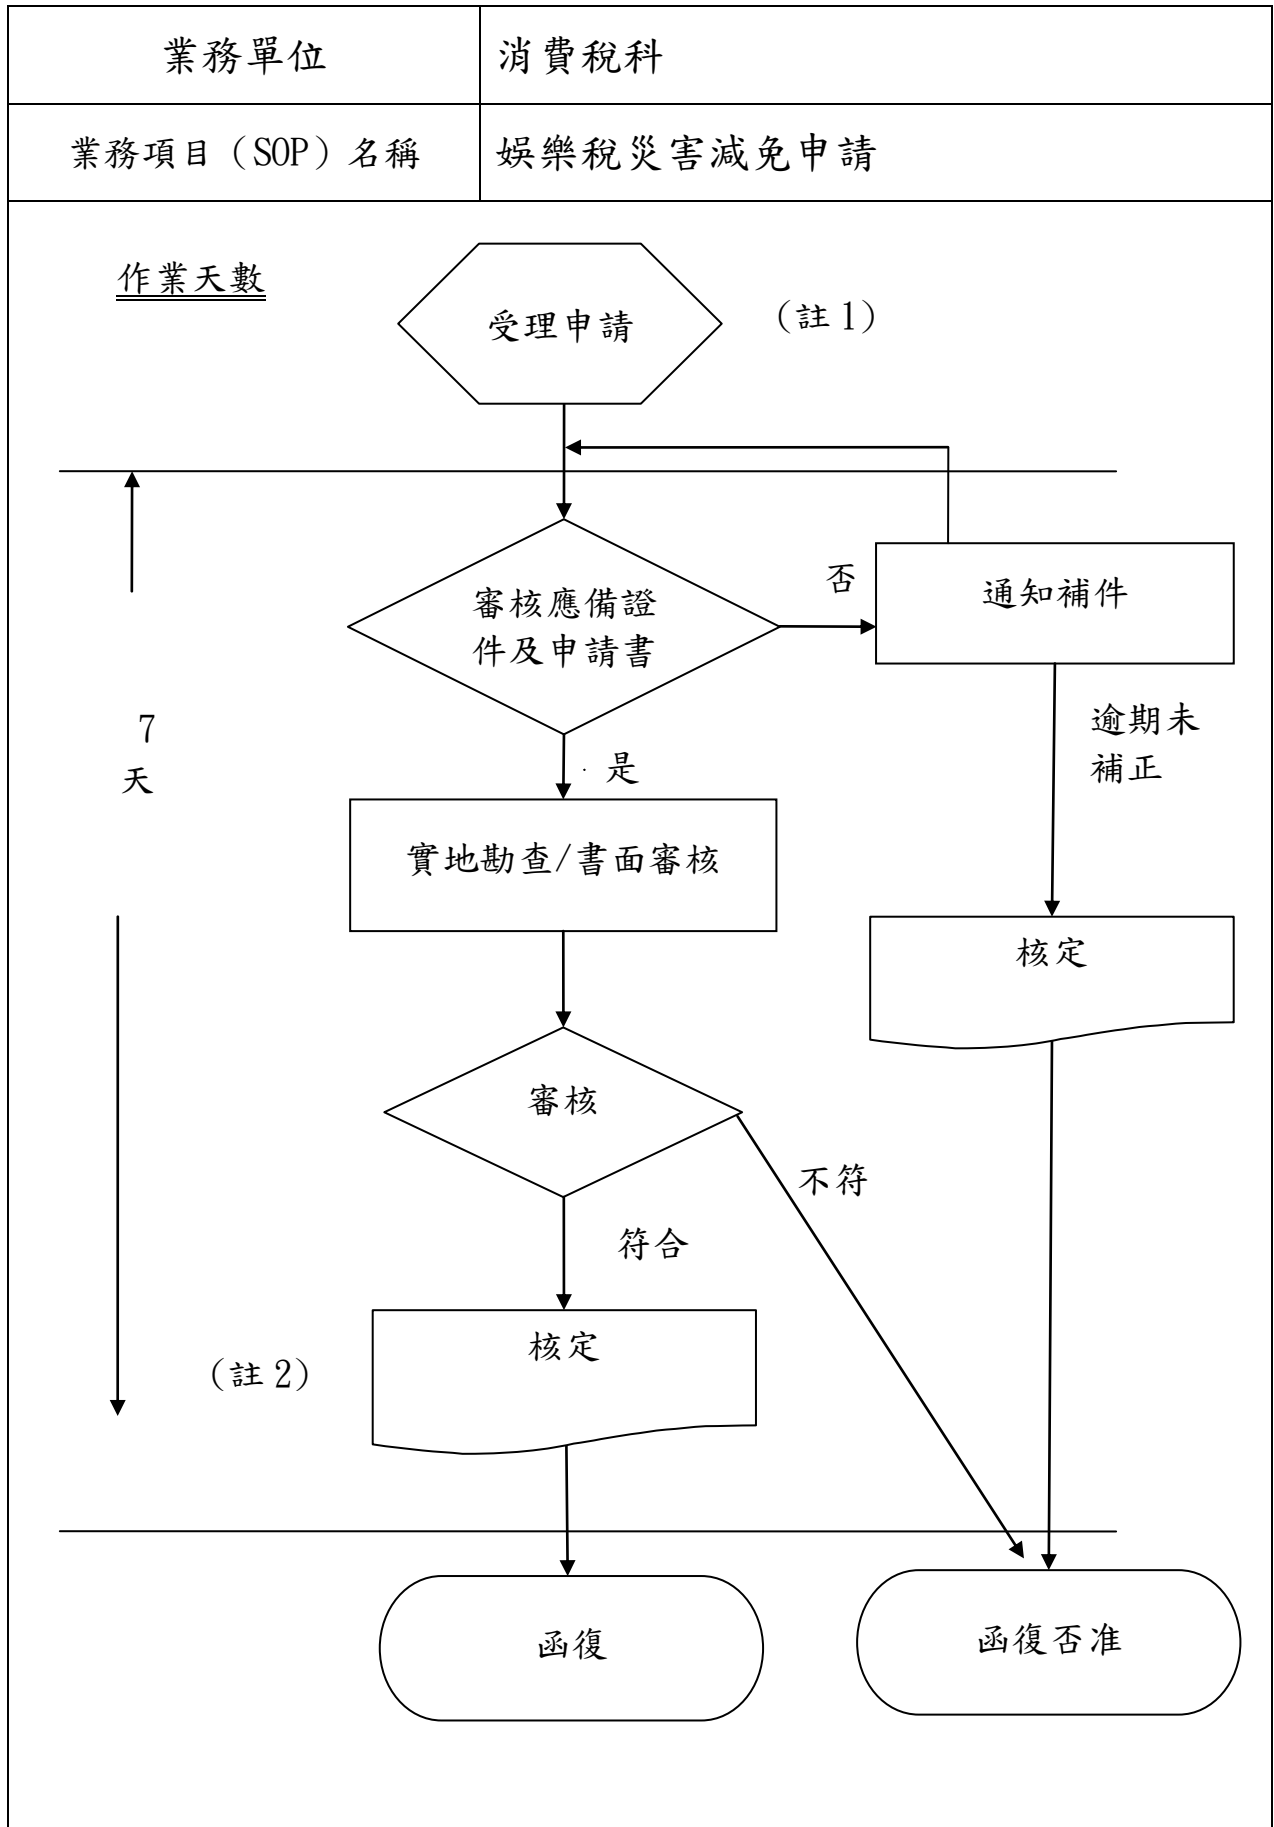 業務單位
消費稅科
業務項目（SOP）名稱
娛樂稅災害減免申請
作業天數
受理申請
（註 1）
審核應備證
件及申請書
否
通知補件
7
天
是
逾期未
補正
實地勘查/書面審核
核定
審核
不符
符合
核定
（註 2）
函復
函復否准